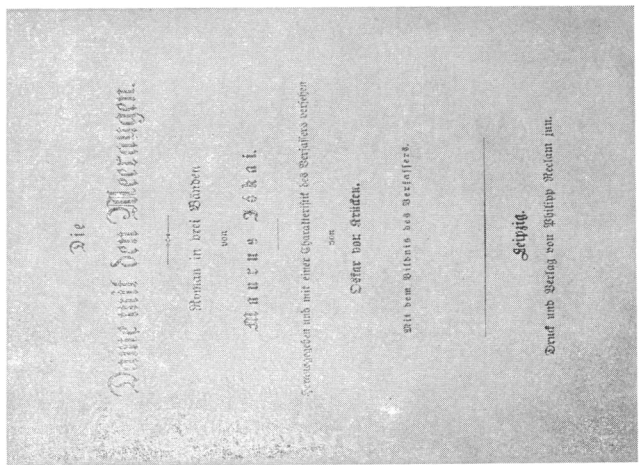 Die
Dame mit den Meeraugen.
Roman in drei Bänden
von
Maurus Jókai.
Herausgegeben und mit einer Charakteristik des Verfassers versehen
von
Oskar von Krücken.
Mit dem Bildnis des Verfassers.
Leipzig.
Druck und Verlag von Philipp Reclam jun.